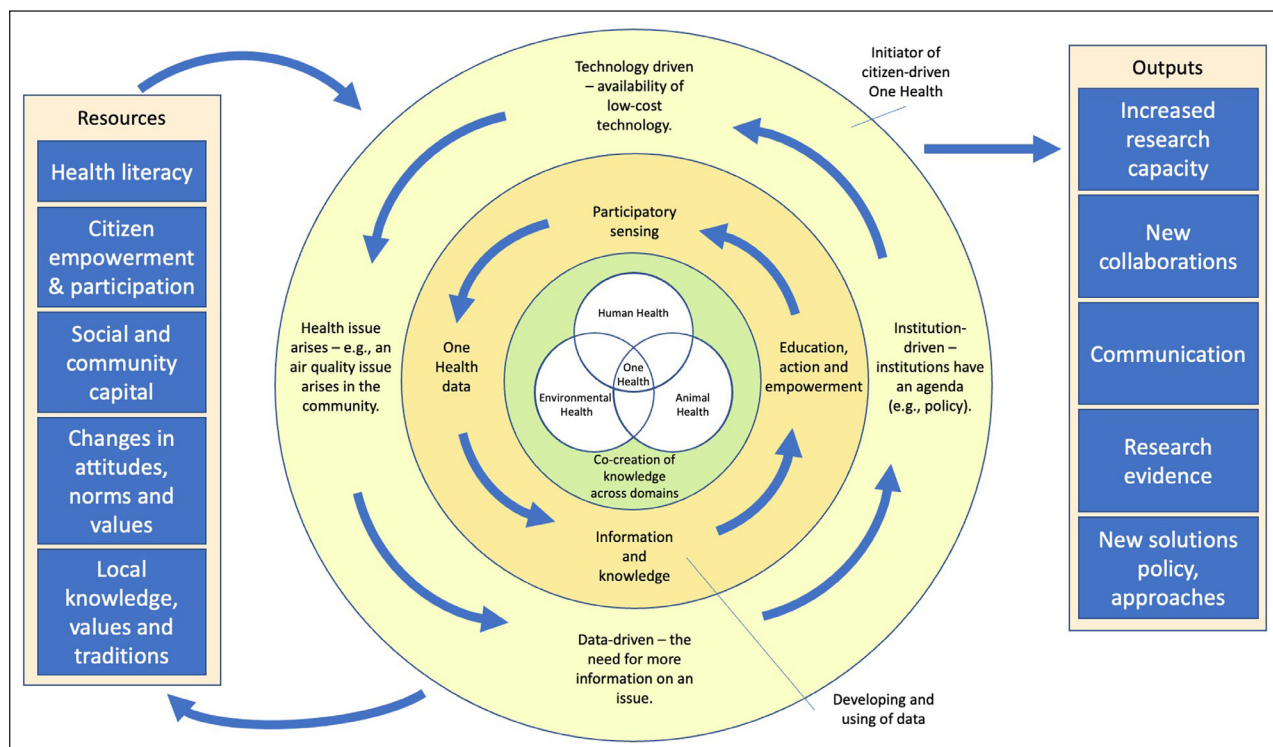 Resources
Health literacy
Citizen
empowerment
& participation
Social and
community
capital
Changes in
attitudes,
norms and
values
Local
knowledge,
values and
traditions
Technology driven
– availability of
low-cost
technology.
Health issue
arises – e.g., an
air quality issue
arises in the
community.
Data-driven – the
need for more
information on an
issue.
Institution-
driven –
institutions have
an agenda
(e.g., policy).
Participatory
sensing
One
Health
data
Information
and
knowledge
Education,
action and
empowerment
Human Health
One
Health
Environmental
Health
Animal
Health
Co-creation of
knowledge
across domains
Initiator of
citizen-driven
One Health
Developing and
using of data
Outputs
Increased
research
capacity
New
collaborations
Communication
Research
evidence
New solutions
policy,
approaches